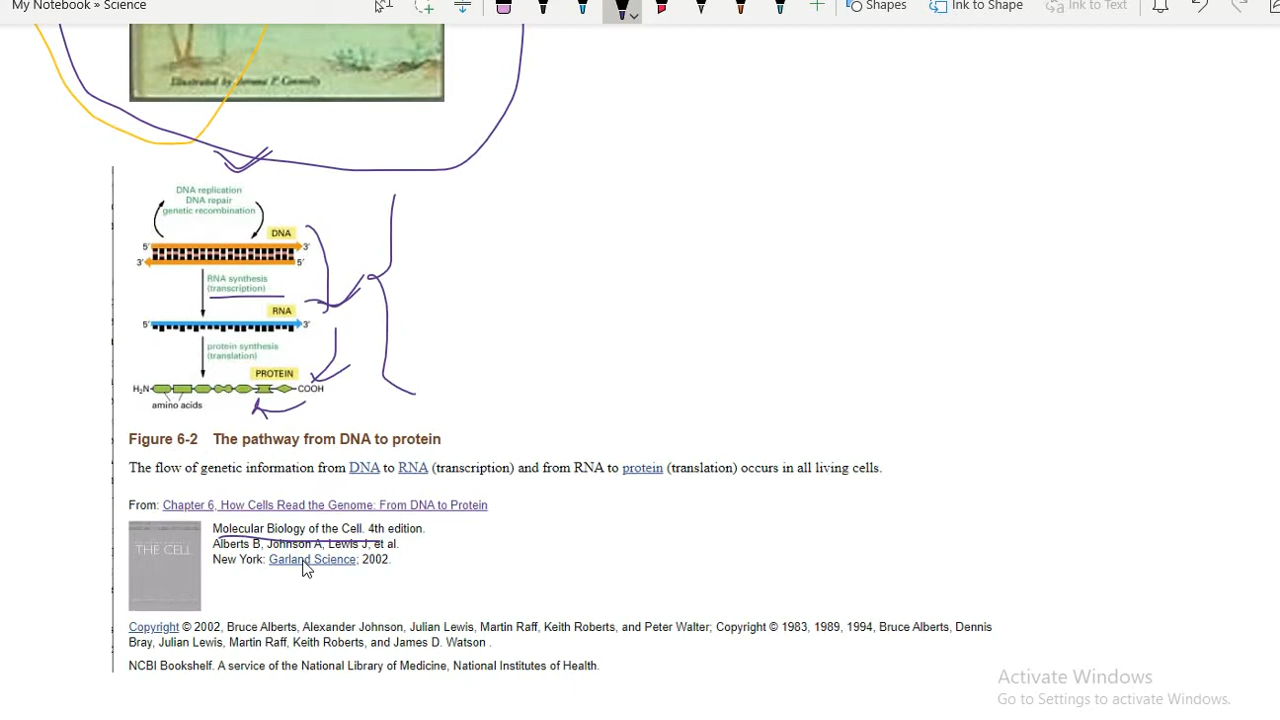 My Notebook » Science
Shapes
Ink to Shape
Ink to Text
Illustrated by Jerome P. Connolly
DNA replication
DNA repair
genetic recombination
DNA
5′ 3′
3′ 5′
RNA synthesis
(transcription)
RNA
5′ 3′
protein synthesis
(translation)
PROTEIN
H₂N COOH
amino acids
Figure 6-2 The pathway from DNA to protein
The flow of genetic information from DNA to RNA (transcription) and from RNA to protein (translation) occurs in all living cells.
From: Chapter 6, How Cells Read the Genome: From DNA to Protein
THE CELL
Molecular Biology of the Cell. 4th edition.
Alberts B, Johnson A, Lewis J, et al.
New York: Garland Science; 2002.
Copyright © 2002, Bruce Alberts, Alexander Johnson, Julian Lewis, Martin Raff, Keith Roberts, and Peter Walter; Copyright © 1983, 1989, 1994, Bruce Alberts, Dennis
Bray, Julian Lewis, Martin Raff, Keith Roberts, and James D. Watson .
NCBI Bookshelf. A service of the National Library of Medicine, National Institutes of Health.
Activate Windows
Go to Settings to activate Windows.